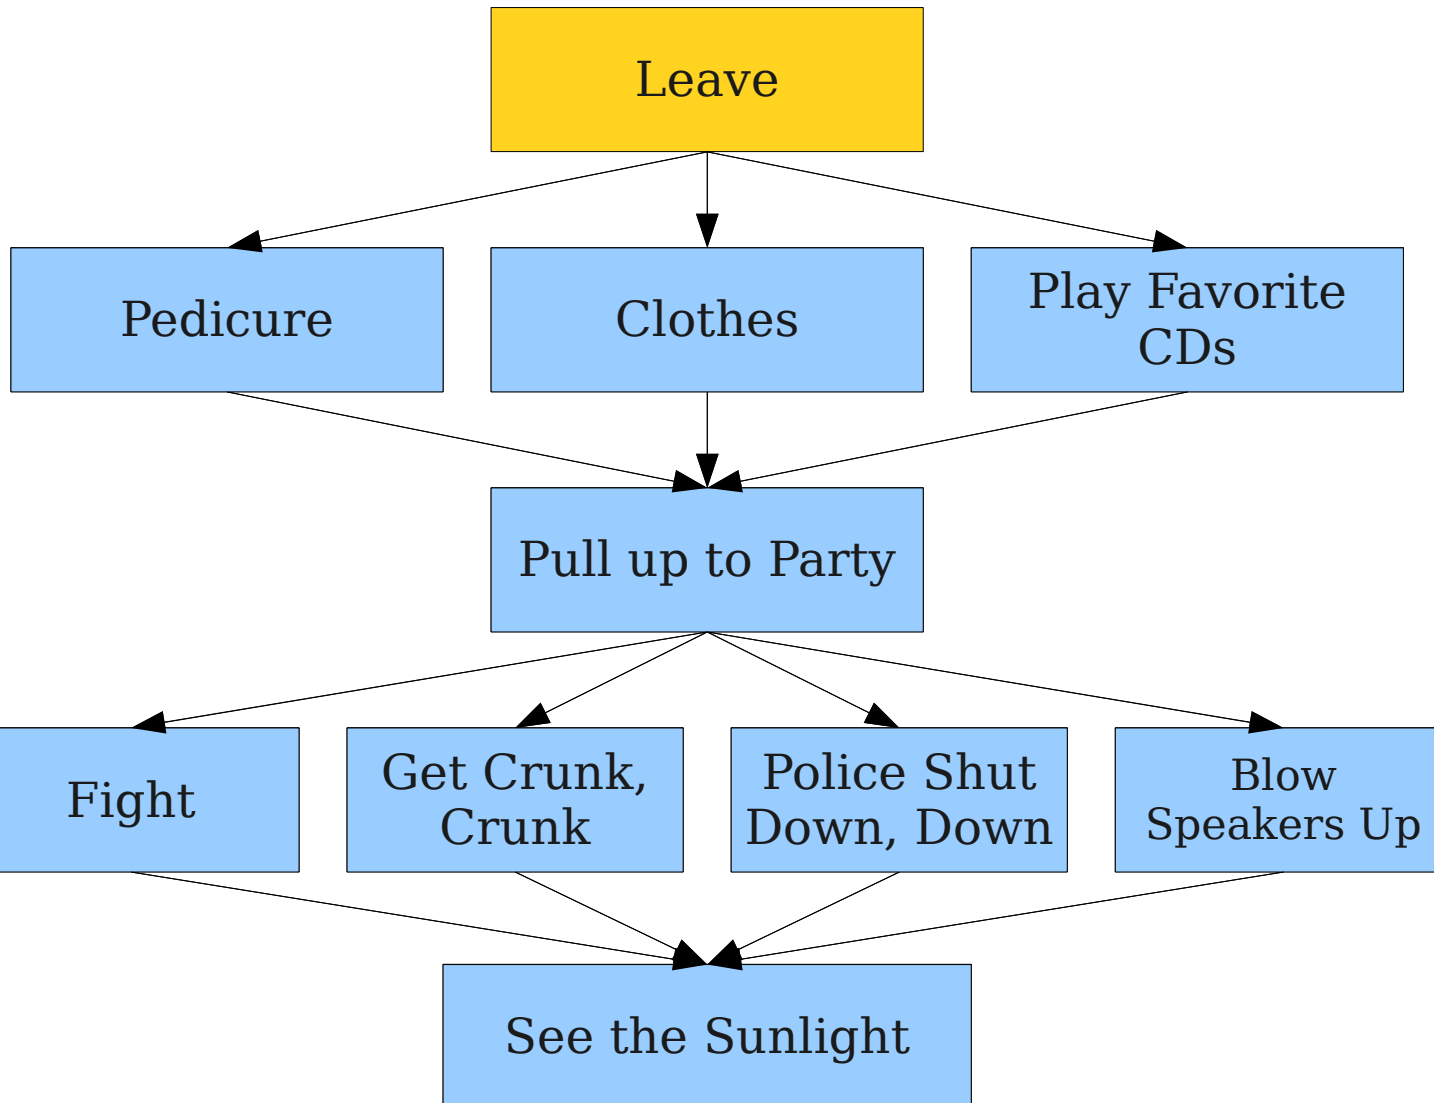 Leave
Pedicure
Clothes
Play Favorite
CDs
Pull up to Party
Fight
Get Crunk,
Crunk
Police Shut
Down, Down
Blow
Speakers Up
See the Sunlight